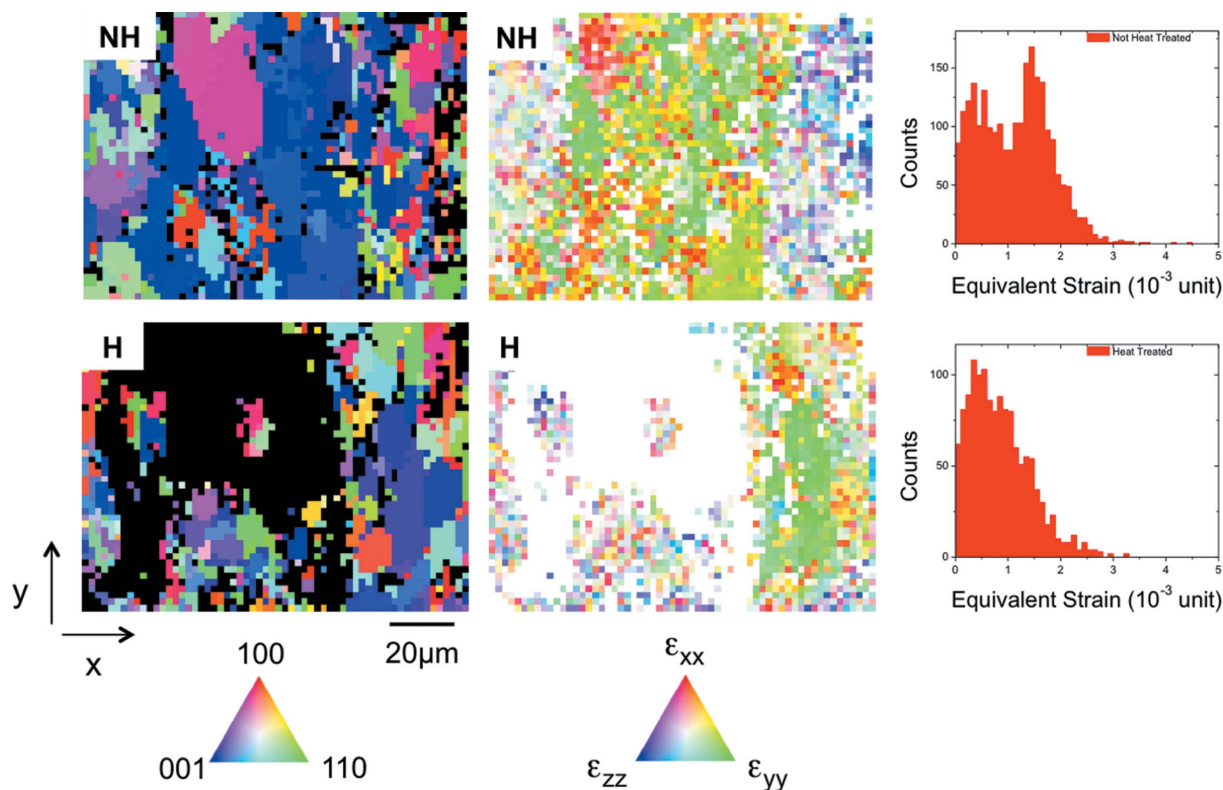 NH
NH
Not Heat Treated
150
100
50
0
Counts
0 1 2 3 4 5
Equivalent Strain (10⁻³ unit)
H
H
Heat Treated
100
50
0
Counts
0 1 2 3 4 5
Equivalent Strain (10⁻³ unit)
y
x
20μm
100
001
110
εxx
εzz
εyy